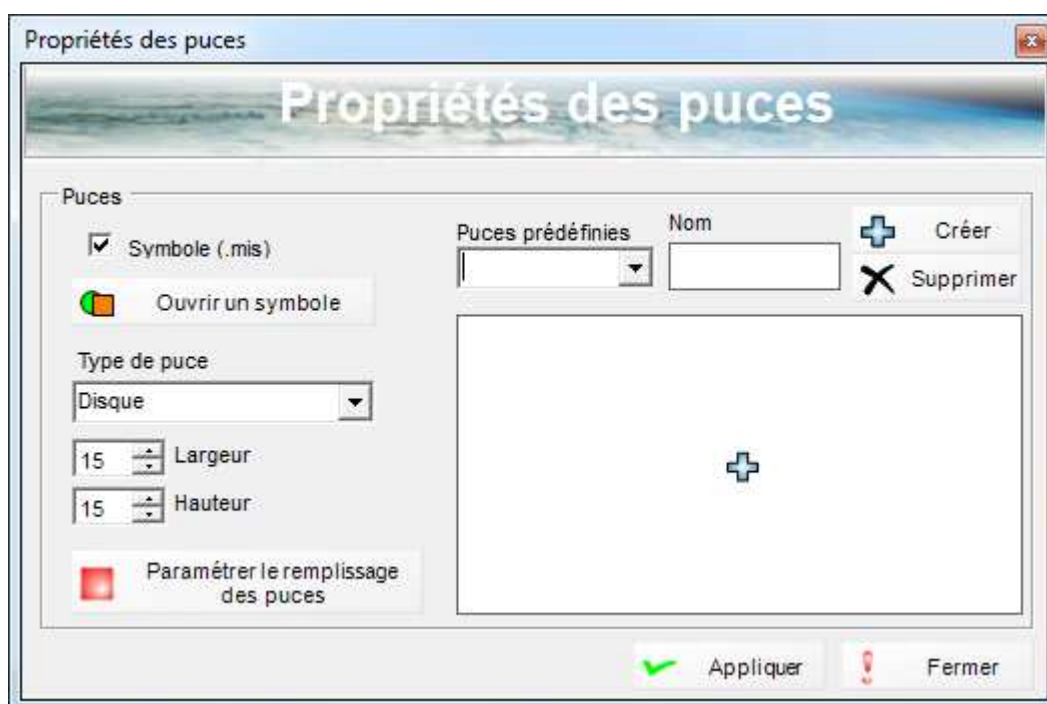 Propriétés des puces
Propriétés des puces
Puces
Symbole (.mis)
Ouvrir un symbole
Type de puce
Disque
15 Largeur
15 Hauteur
Paramétrer le remplissage
des puces
Puces prédéfinies
Nom
Créer
Supprimer
Appliquer
Fermer